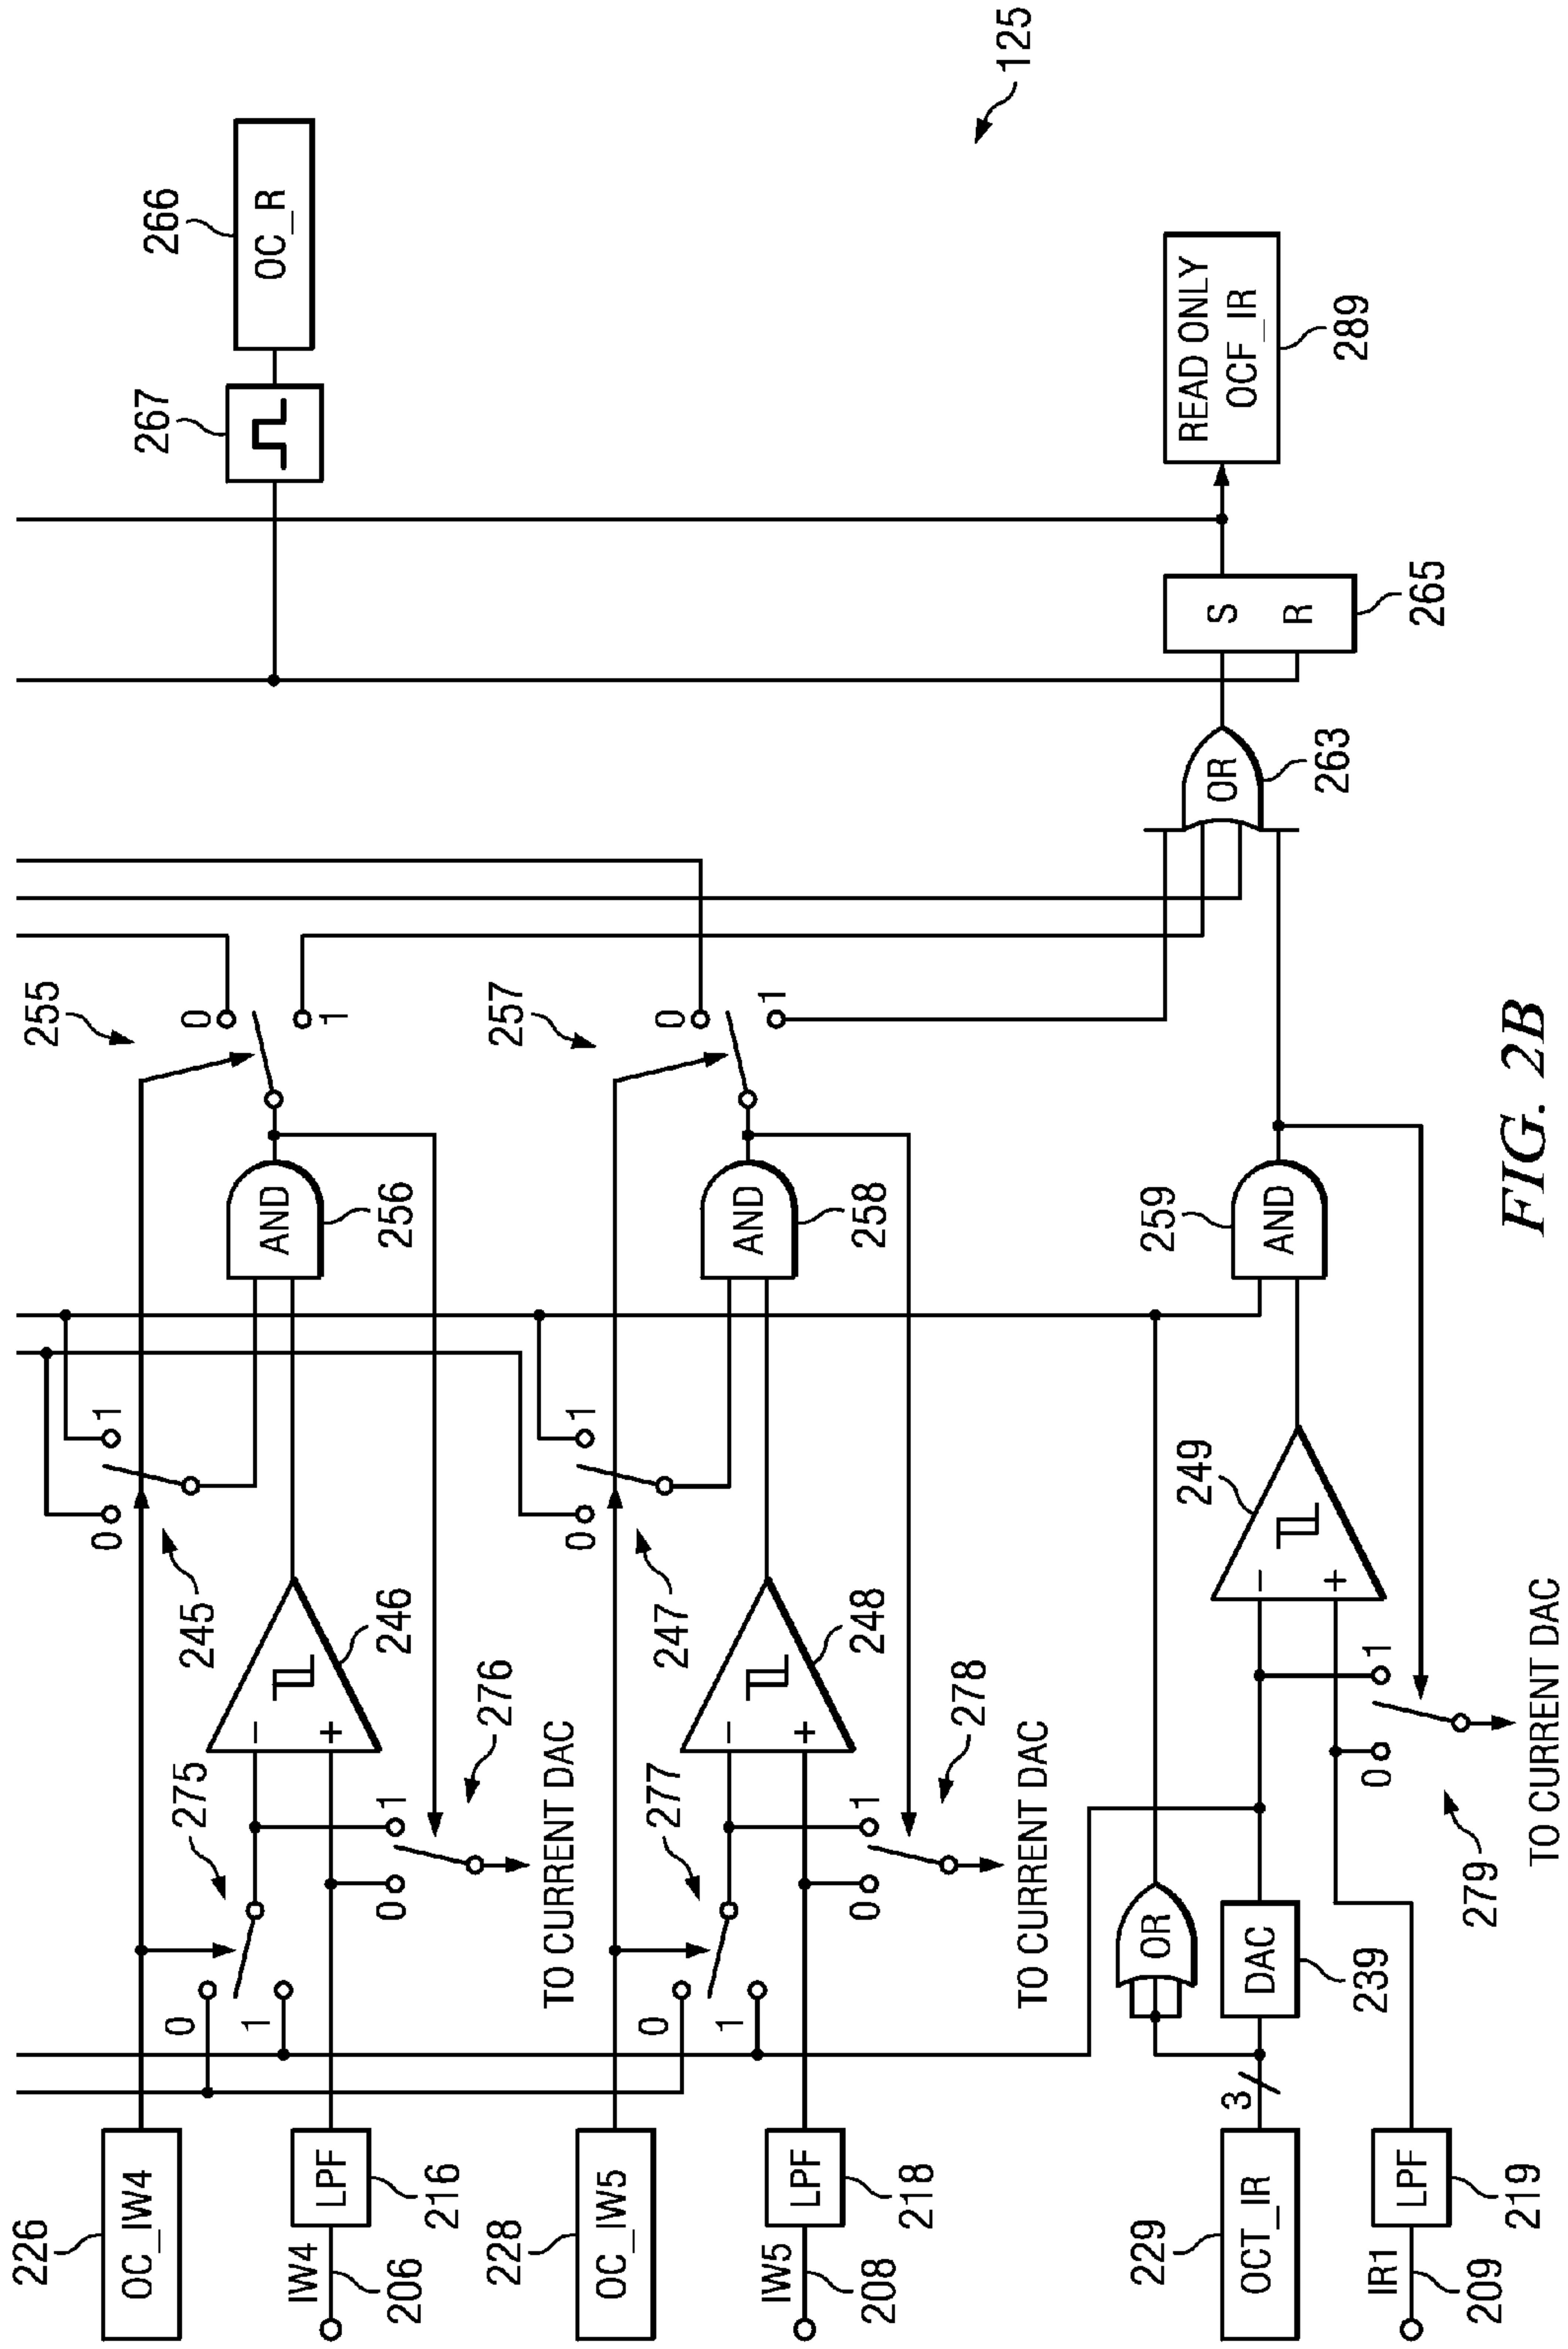 226
OC_IW4
275
0
1
245
0
1
255
0
1
267
266
OC_R
IW4
206
LPF
216
−
+
246
AND
256
0
1
276
TO CURRENT DAC
228
OC_IW5
277
0
1
247
0
1
257
0
1
125
IW5
208
LPF
218
−
+
248
AND
258
0
1
278
TO CURRENT DAC
229
OCT_IR
3
OR
DAC
239
−
+
249
259
AND
OR
263
S
R
265
READ ONLY
OCF_IR
289
IR1
209
LPF
219
0
1
279
TO CURRENT DAC
FIG. 2B